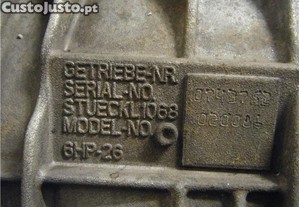 CustoJusto.pt
GETRIEBE-NR.
SERIAL-NO.
STUECKL1068
MODEL-NO.
6HP-26